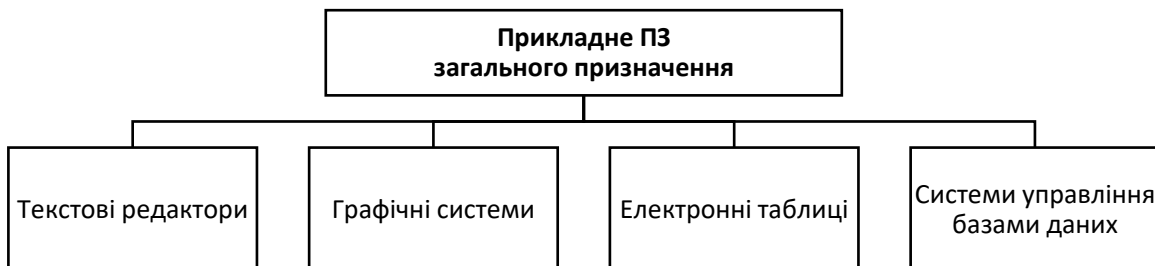 Прикладне ПЗ
загального призначення
Текстові редактори
Графічні системи
Електронні таблиці
Системи управління
базами даних